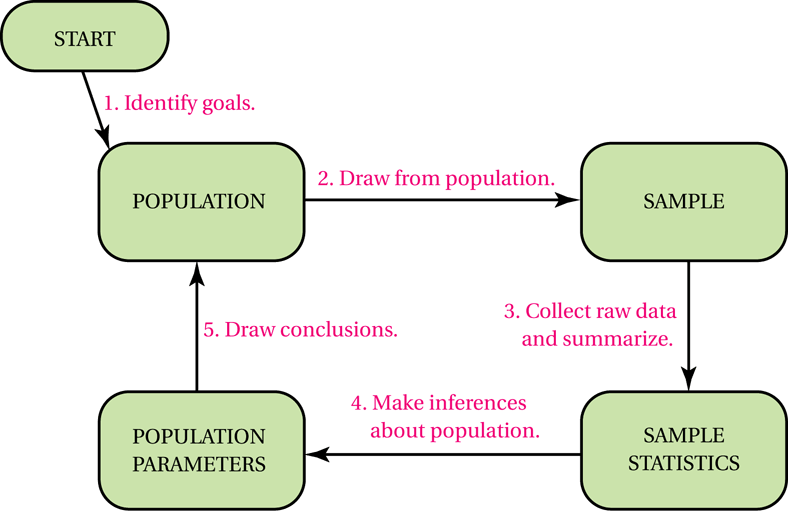 START
1. Identify goals.
POPULATION
2. Draw from population.
SAMPLE
3. Collect raw data
and summarize.
SAMPLE
STATISTICS
4. Make inferences
about population.
POPULATION
PARAMETERS
5. Draw conclusions.